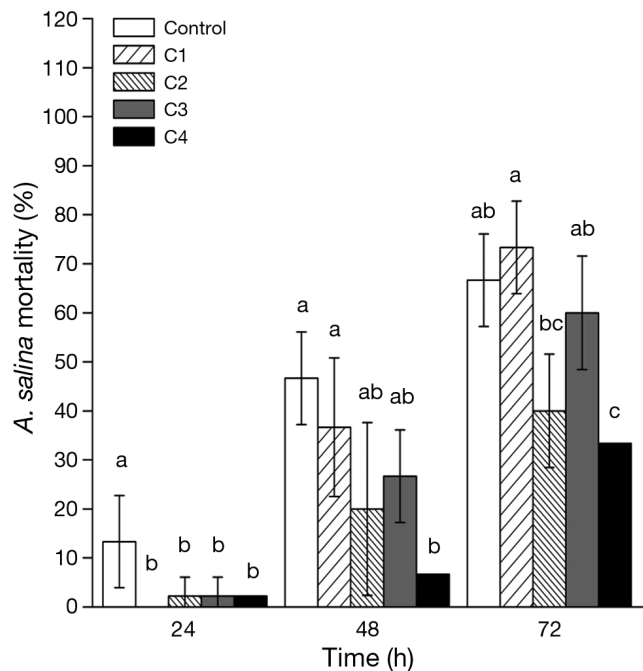 120
110
100
90
80
70
60
50
40
30
20
10
0
A. salina mortality (%)
Control
C1
C2
C3
C4
a
b
b
b
b
a
a
ab
ab
b
ab
a
bc
ab
c
24
48
72
Time (h)